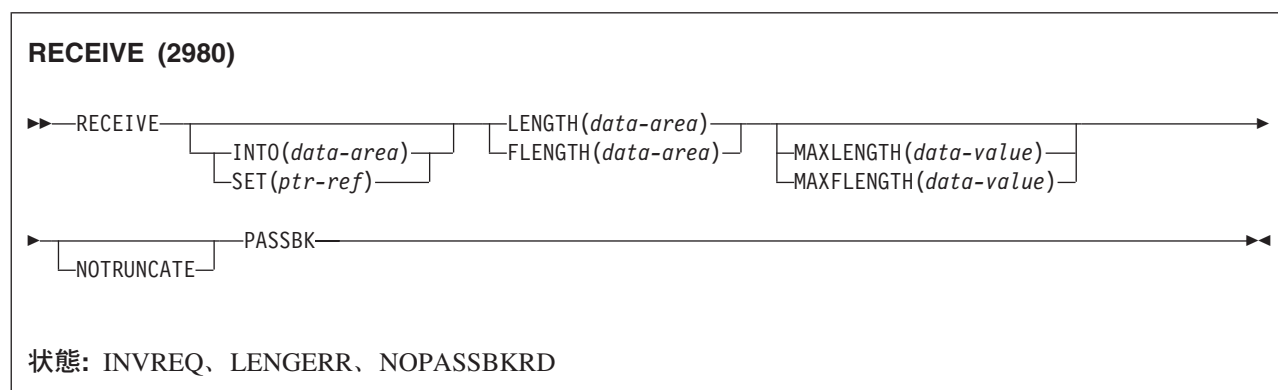 RECEIVE (2980)
RECEIVE LENGTH(data-area)
INTO(data-area) FLENGTH(data-area) MAXLENGTH(data-value)
SET(ptr-ref) MAXFLENGTH(data-value)
PASSBK
NOTRUNCATE
状態: INVREQ、LENGERR、NOPASSBKRD